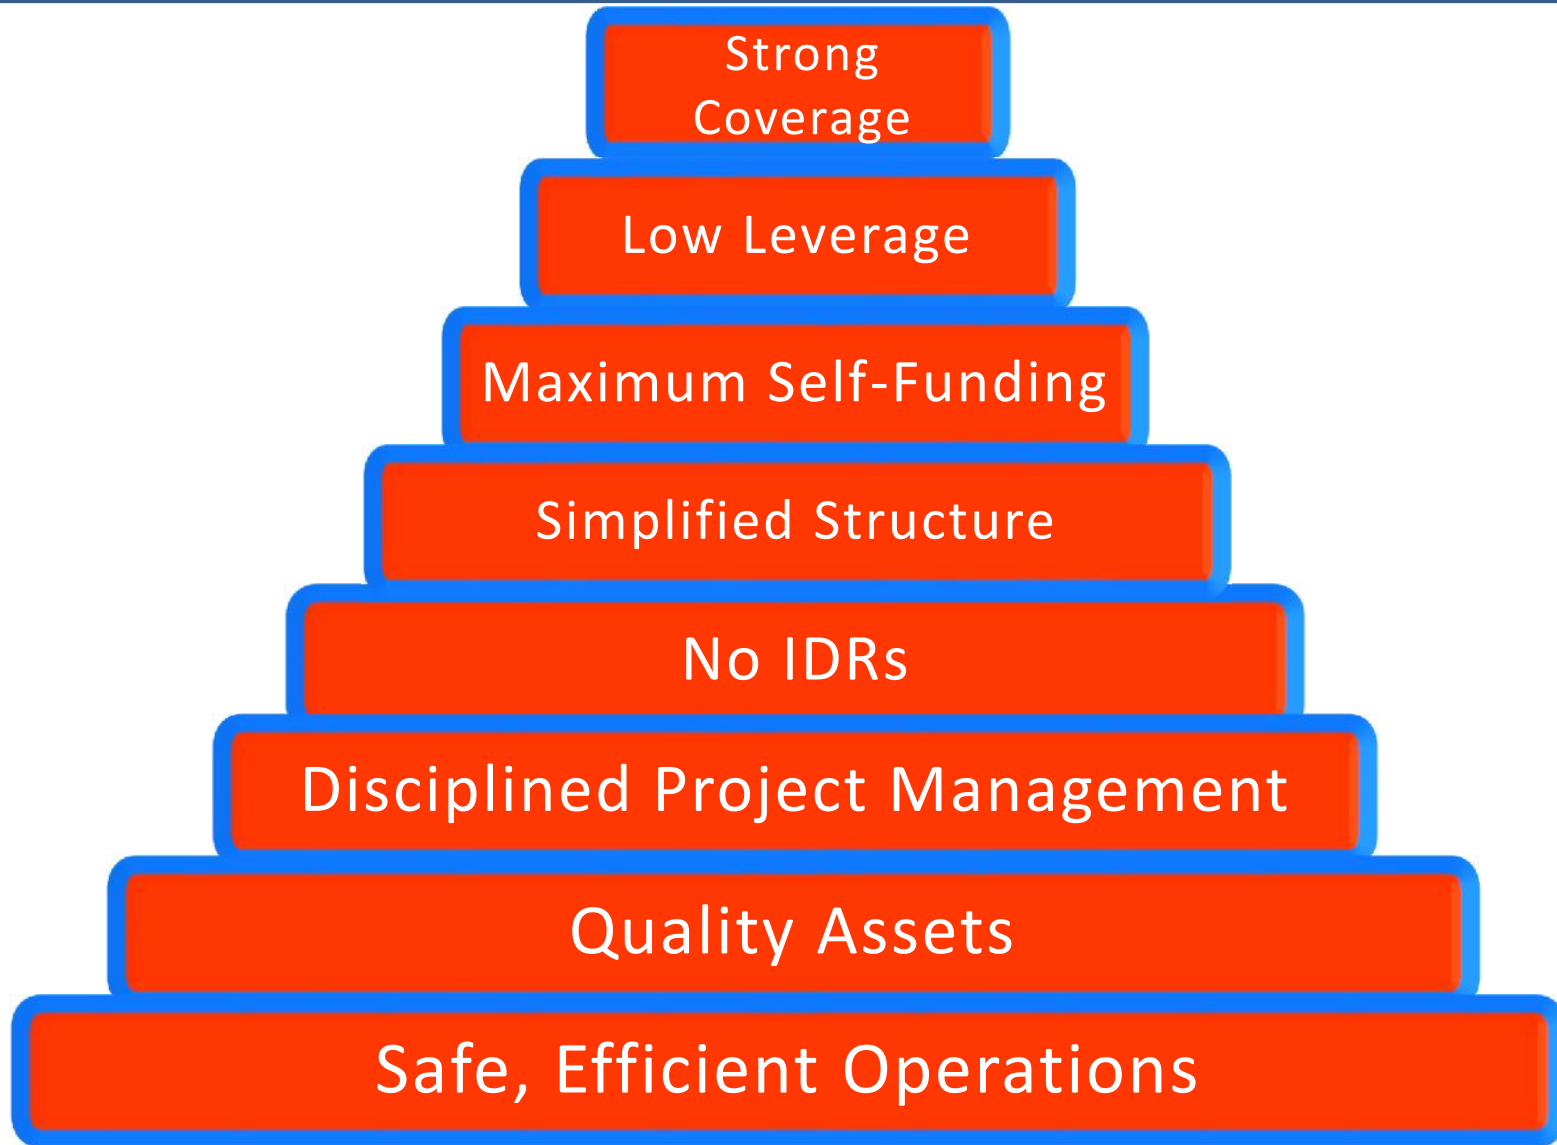 Strong
Coverage
Low Leverage
Maximum Self-Funding
Simplified Structure
No IDRs
Disciplined Project Management
Quality Assets
Safe, Efficient Operations